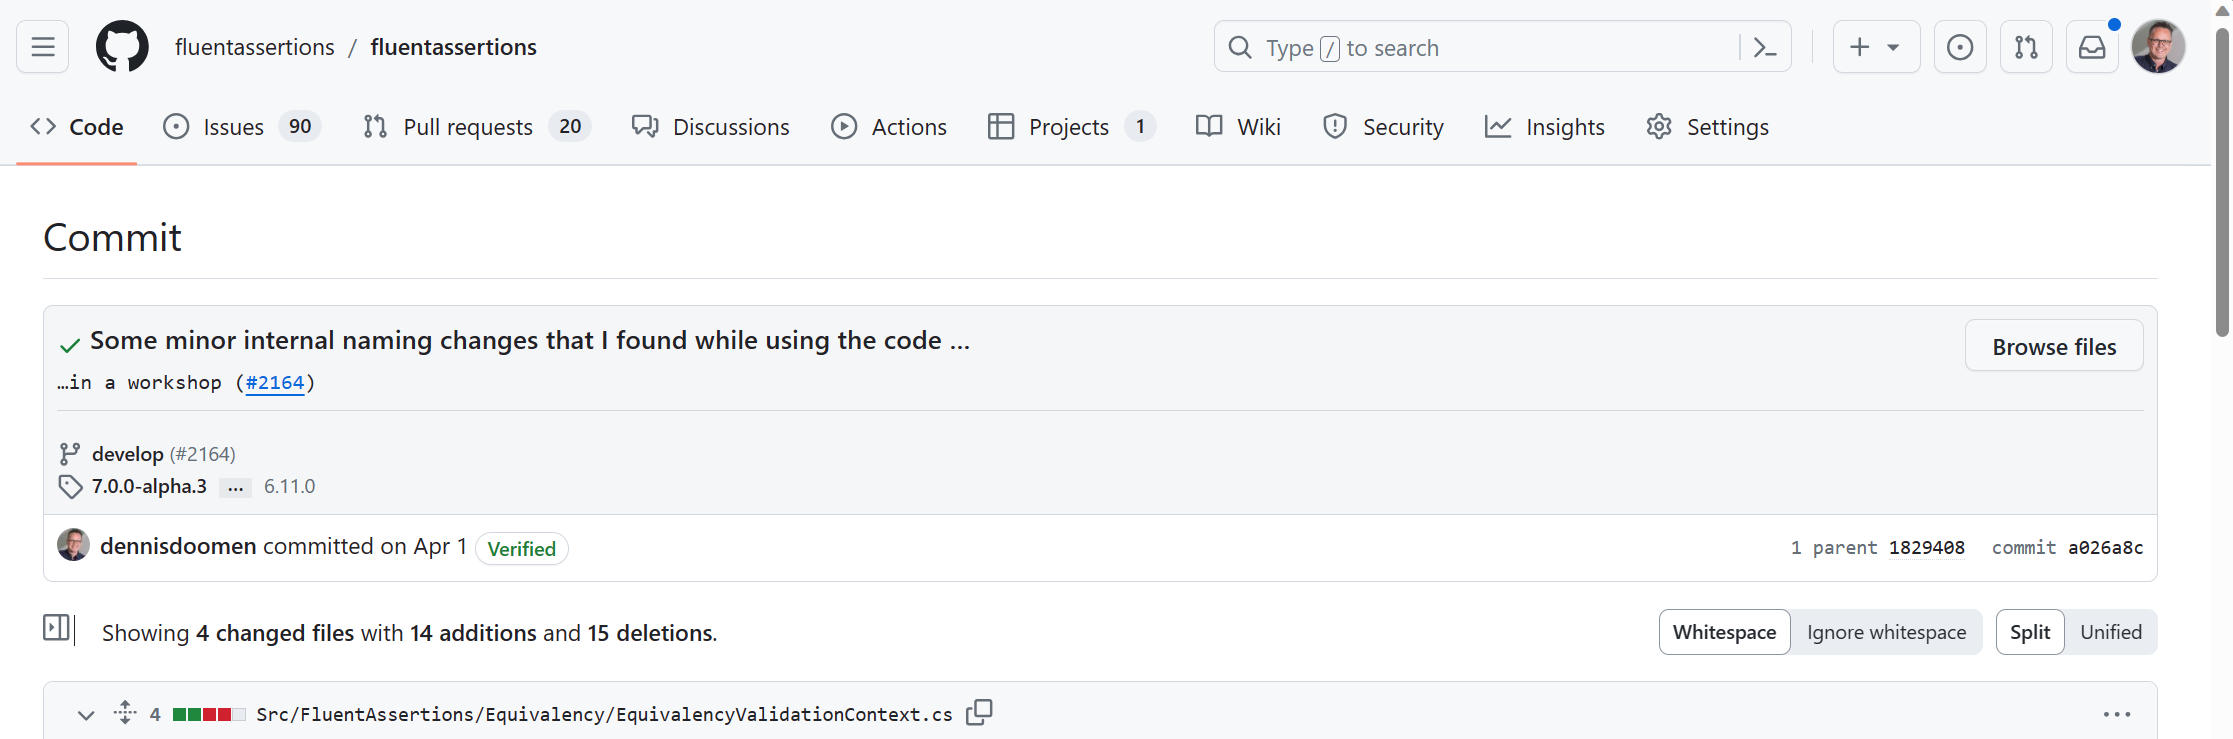 fluentassertions / fluentassertions
Type / to search
Code
Issues 90
Pull requests 20
Discussions
Actions
Projects 1
Wiki
Security
Insights
Settings
Commit
Some minor internal naming changes that I found while using the code ...
Browse files
…in a workshop (#2164)
develop (#2164)
7.0.0-alpha.3 ... 6.11.0
dennisdoomen committed on Apr 1 Verified
1 parent 1829408 commit a026a8c
Showing 4 changed files with 14 additions and 15 deletions.
Whitespace Ignore whitespace
Split Unified
4 Src/FluentAssertions/Equivalency/EquivalencyValidationContext.cs